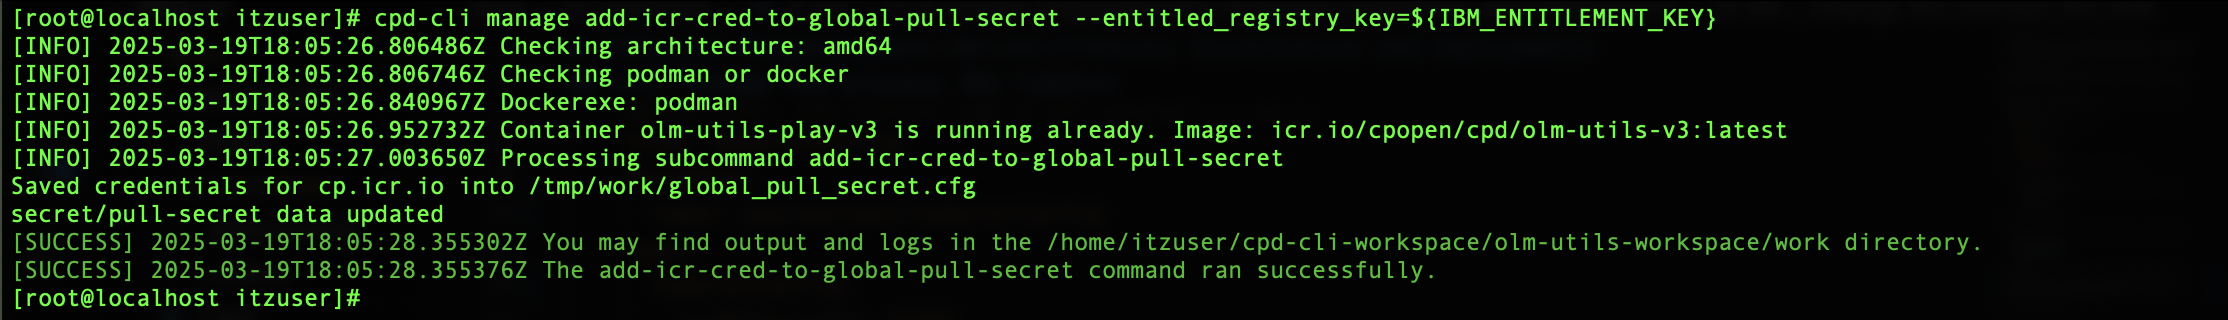 [root@localhost itzuser]# cpd-cli manage add-icr-cred-to-global-pull-secret --entitled_registry_key=${IBM_ENTITLEMENT_KEY}
[INFO] 2025-03-19T18:05:26.806486Z Checking architecture: amd64
[INFO] 2025-03-19T18:05:26.806746Z Checking podman or docker
[INFO] 2025-03-19T18:05:26.840967Z Dockerexe: podman
[INFO] 2025-03-19T18:05:26.952732Z Container olm-utils-play-v3 is running already. Image: icr.io/cpopen/cpd/olm-utils-v3:latest
[INFO] 2025-03-19T18:05:27.003650Z Processing subcommand add-icr-cred-to-global-pull-secret
Saved credentials for cp.icr.io into /tmp/work/global_pull_secret.cfg
secret/pull-secret data updated
[SUCCESS] 2025-03-19T18:05:28.355302Z You may find output and logs in the /home/itzuser/cpd-cli-workspace/olm-utils-workspace/work directory.
[SUCCESS] 2025-03-19T18:05:28.355376Z The add-icr-cred-to-global-pull-secret command ran successfully.
[root@localhost itzuser]#